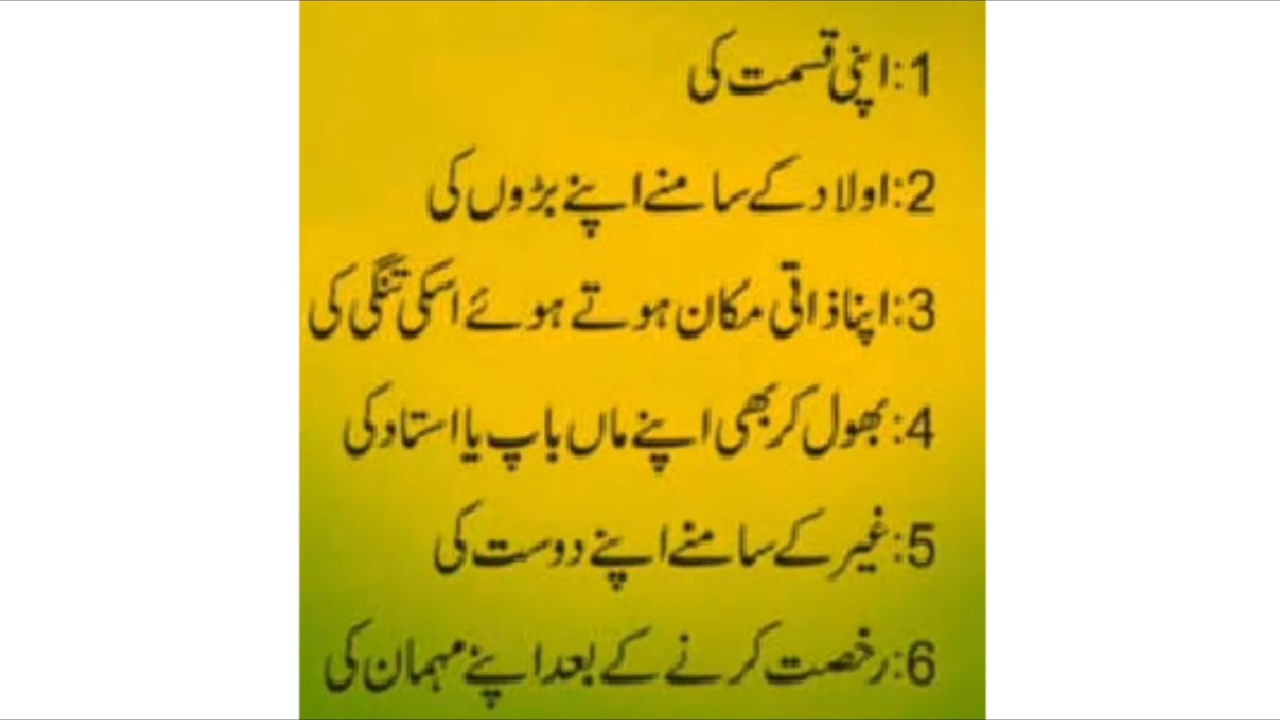 1: اپنی قسمت کی
2: اولاد کے سامنے اپنے بڑوں کی
3: اپنا ذاتی مکان ہوتے ہوئے اسکی تنگی کی
4: بھول کر بھی اپنے ماں باپ یا استاد کی
5: غیر کے سامنے اپنے دوست کی
6: رخصت کرنے کے بعد اپنے مہمان کی